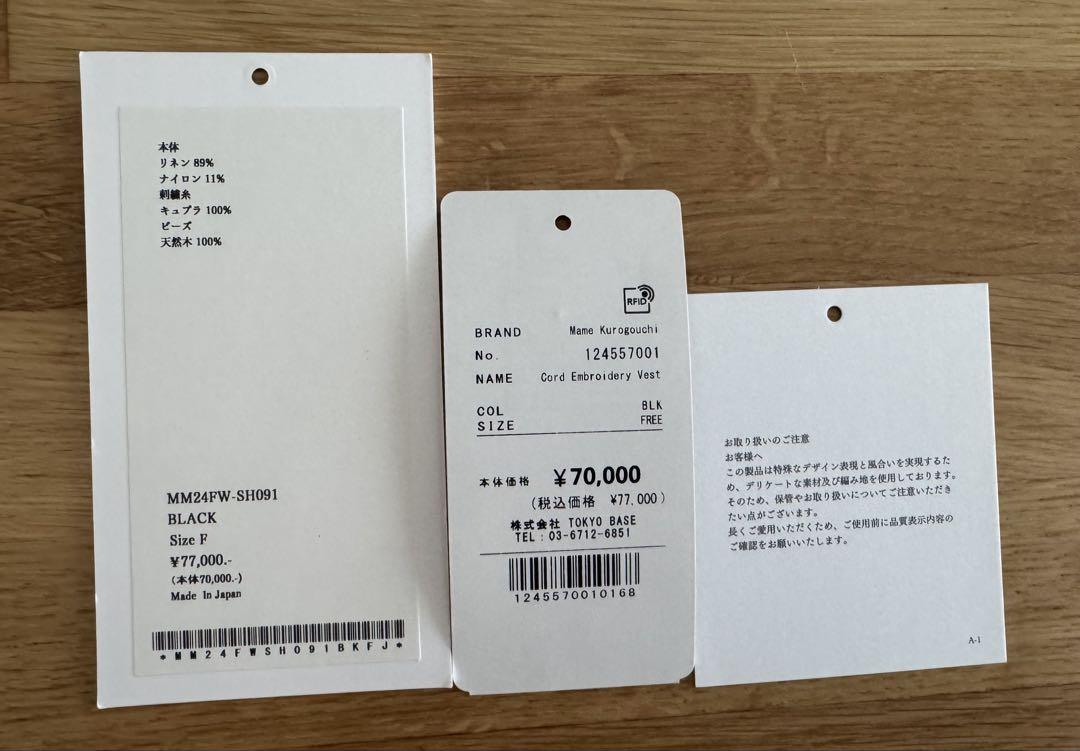 本体
リネン 89%
ナイロン 11%
刺繍糸
キュプラ 100%
ビーズ
天然木 100%
MM24FW-SH091
BLACK
Size F
¥77,000.-
(本体70,000.-)
Made In Japan
*MM24FWSH091BKFJ*
RFID
BRAND Mame Kurogouchi
No. 124557001
NAME Cord Embroidery Vest
COL BLK
SIZE FREE
本体価格 ¥70,000
(税込価格 ¥77,000)
株式会社 TOKYO BASE
TEL:03-6712-6851
1245570010168
お取り扱いのご注意
お客様へ
この製品は特殊なデザイン表現と風合いを実現するた
め、デリケートな素材及び編み地を使用しております。
そのため、保管やお取り扱いについてご注意いただき
たい点がございます。
長くご愛用いただくため、ご使用前に品質表示内容の
ご確認をお願いいたします。
A-1